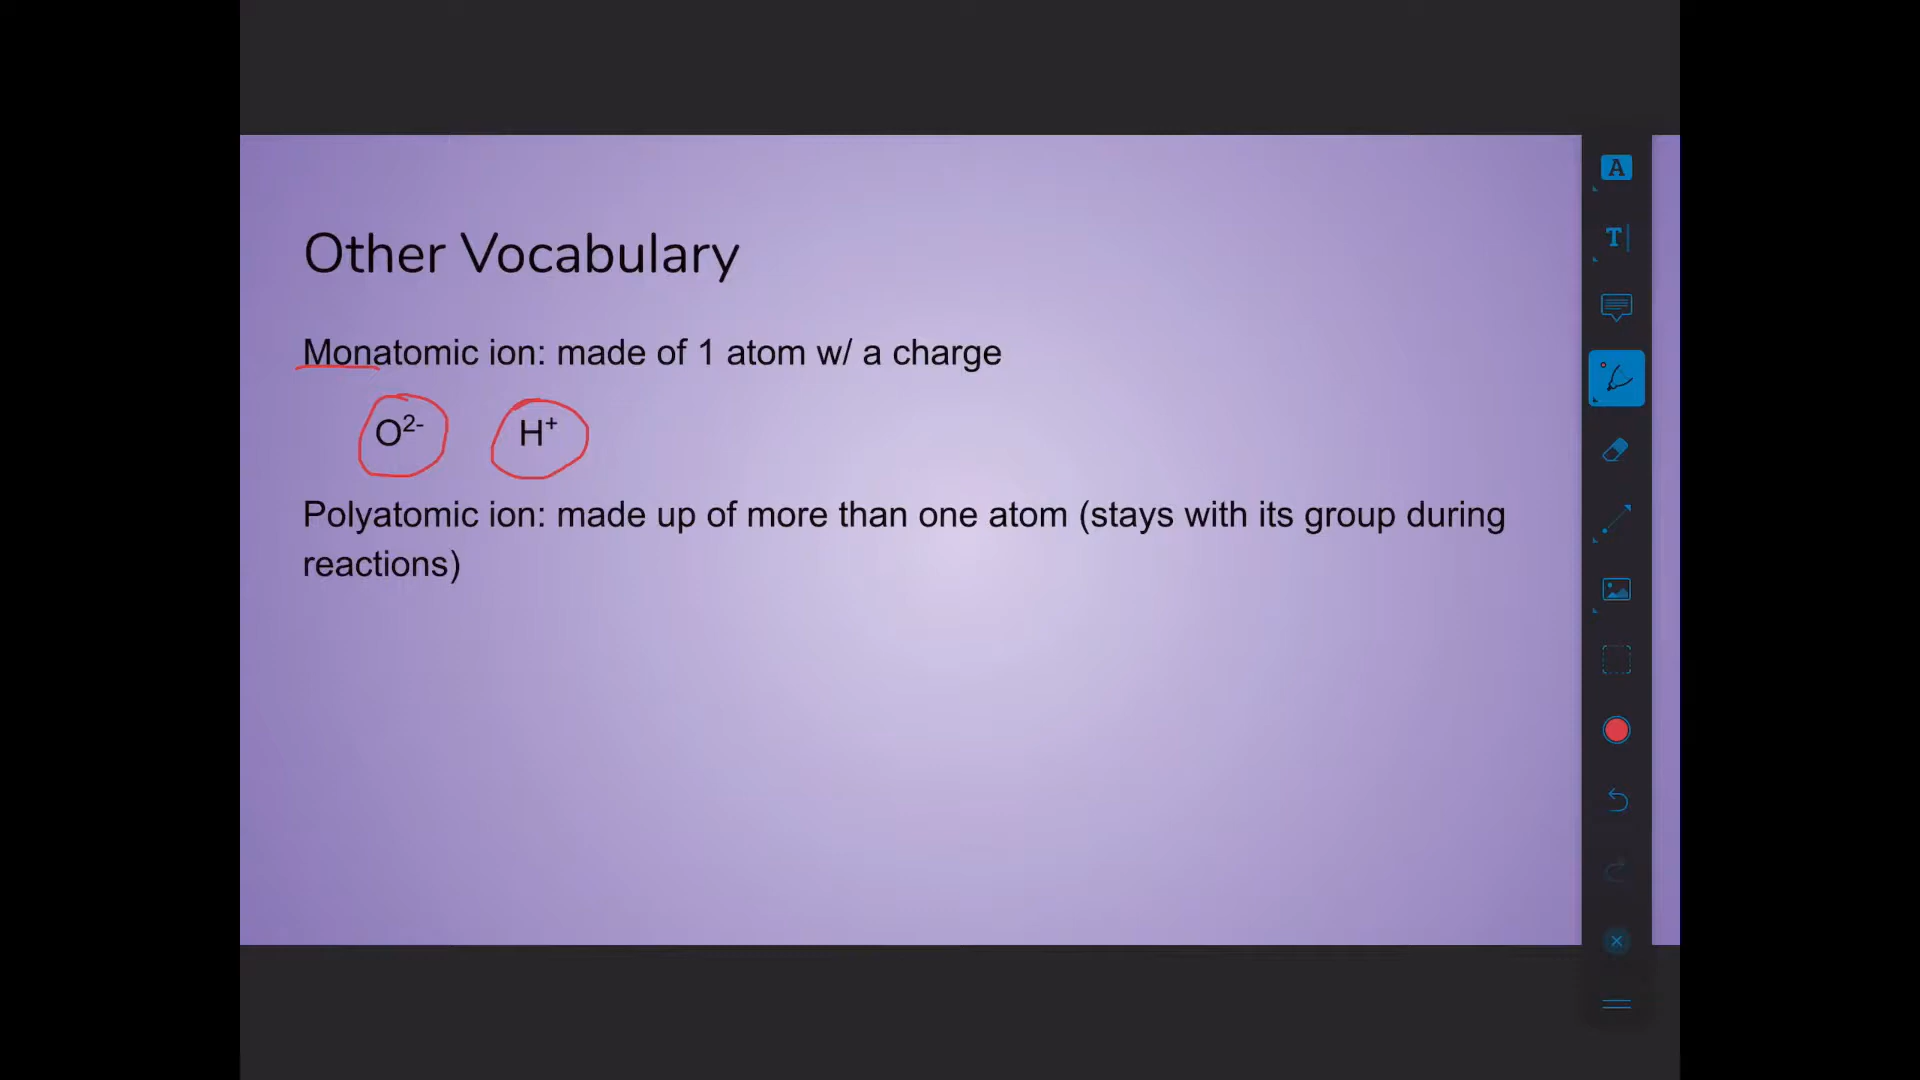 Other Vocabulary
Monatomic ion: made of 1 atom w/ a charge
O²⁻ H⁺
Polyatomic ion: made up of more than one atom (stays with its group during
reactions)
A
T